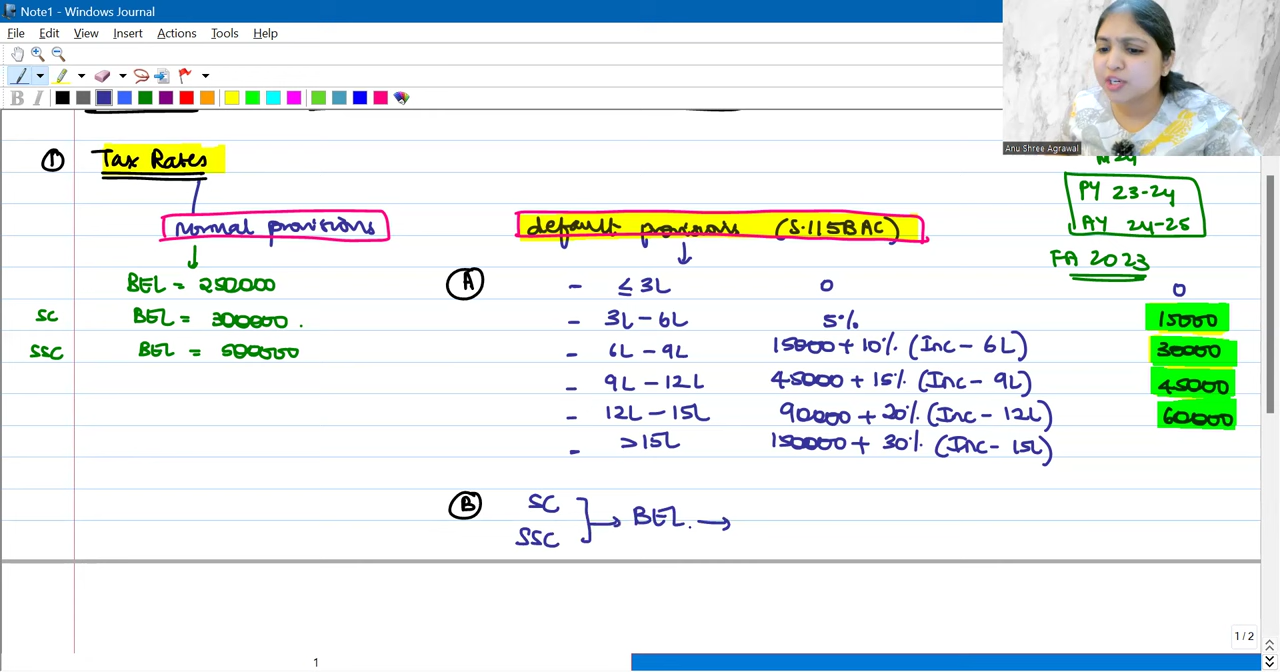 Note1 - Windows Journal
File Edit View Insert Actions Tools Help
B I
Anu Shree Agrawal
M24
① Tax Rates
PY 23-24
AY 24-25
FA 2023
normal provisions
default provisions (S.115BAC)
BEL = 250000
SC BEL = 300000.
SSC BEL = 500000
Ⓐ - ≤ 3L 0 0
- 3L - 6L 5% 15000
- 6L - 9L 15000 + 10% (Inc - 6L) 30000
- 9L - 12L 45000 + 15% (Inc - 9L) 45000
- 12L - 15L 90000 + 20% (Inc - 12L) 60000
- >15L 150000 + 30% (Inc - 15L)
Ⓑ SC
SSC
→ BEL. →
1 / 2
1